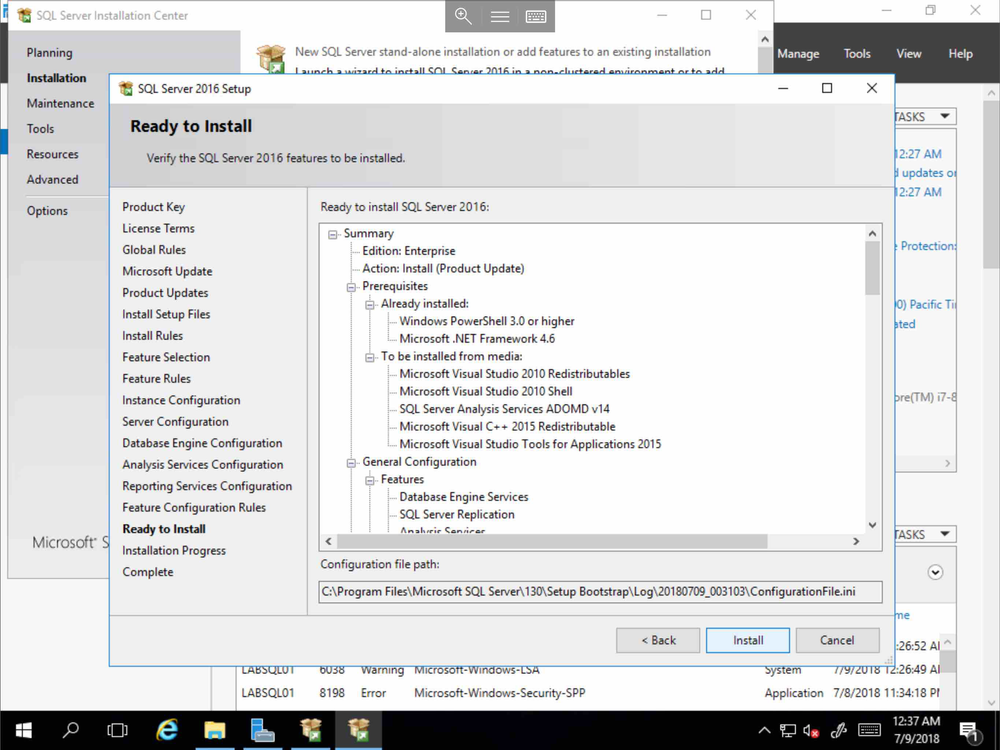 SQL Server Installation Center
Planning
Installation
Maintenance
Tools
Resources
Advanced
Options
Microsoft® S
New SQL Server stand-alone installation or add features to an existing installation
Launch a wizard to install SQL Server 2016 in a non-clustered environment or to add
Manage Tools View Help
TASKS
12:27 AM
d updates or
12:27 AM
e Protection:
00) Pacific Ti
ated
ore(TM) i7-8
TASKS
me
SQL Server 2016 Setup
Ready to Install
Verify the SQL Server 2016 features to be installed.
Product Key
License Terms
Global Rules
Microsoft Update
Product Updates
Install Setup Files
Install Rules
Feature Selection
Feature Rules
Instance Configuration
Server Configuration
Database Engine Configuration
Analysis Services Configuration
Reporting Services Configuration
Feature Configuration Rules
Ready to Install
Installation Progress
Complete
Ready to install SQL Server 2016:
Summary
Edition: Enterprise
Action: Install (Product Update)
Prerequisites
Already installed:
Windows PowerShell 3.0 or higher
Microsoft .NET Framework 4.6
To be installed from media:
Microsoft Visual Studio 2010 Redistributables
Microsoft Visual Studio 2010 Shell
SQL Server Analysis Services ADOMD v14
Microsoft Visual C++ 2015 Redistributable
Microsoft Visual Studio Tools for Applications 2015
General Configuration
Features
Database Engine Services
SQL Server Replication
Analysis Services
Configuration file path:
C:\Program Files\Microsoft SQL Server\130\Setup Bootstrap\Log\20180709_003103\ConfigurationFile.ini
< Back Install Cancel
:26:52 AM
LABSQL01 6038 Warning Microsoft-Windows-LSA System 7/9/2018 12:26:49 AM
LABSQL01 8198 Error Microsoft-Windows-Security-SPP Application 7/8/2018 11:34:18 PM
12:37 AM
7/9/2018
1